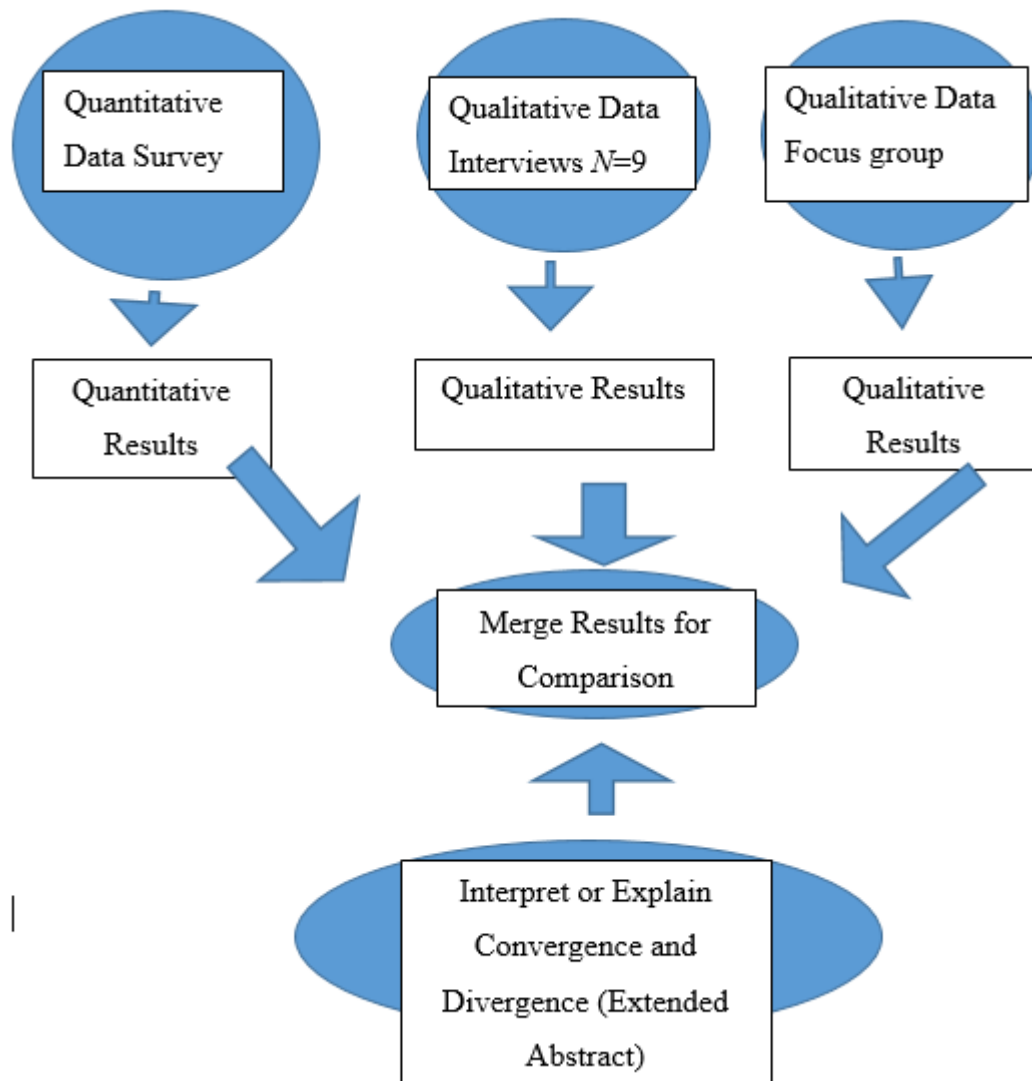 Quantitative
Data Survey
Qualitative Data
Interviews N=9
Qualitative Data
Focus group
Quantitative
Results
Qualitative Results
Qualitative
Results
Merge Results for
Comparison
Interpret or Explain
Convergence and
Divergence (Extended
Abstract)